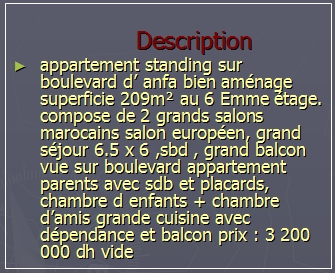 Description
► appartement standing sur
boulevard d’ anfa bien aménage
superficie 209m² au 6 Emme étage.
compose de 2 grands salons
marocains salon européen, grand
séjour 6.5 x 6 ,sbd , grand balcon
vue sur boulevard appartement
parents avec sdb et placards,
chambre d enfants + chambre
d’amis grande cuisine avec
dépendance et balcon prix : 3 200
000 dh vide